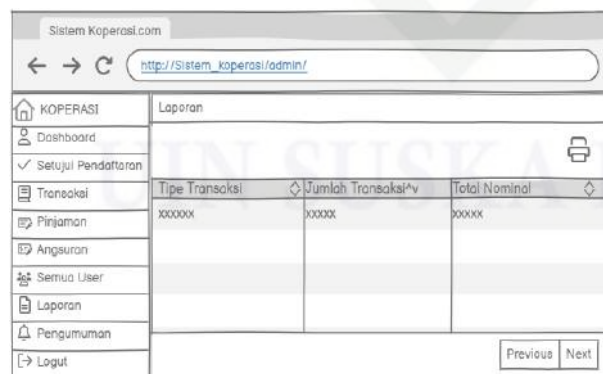 Sistem Koperasi.com
http://Sistem_koperasi/admin/
KOPERASI
Dashboard
Setujui Pendaftaran
Transaksi
Pinjaman
Angsuran
Semua User
Laporan
Pengumuman
Logut
Laporan
Tipe Transaksi Jumlah Transaksi^v Total Nominal
xxxxxx xxxxx xxxxx
Previous Next
UIN SUSKA